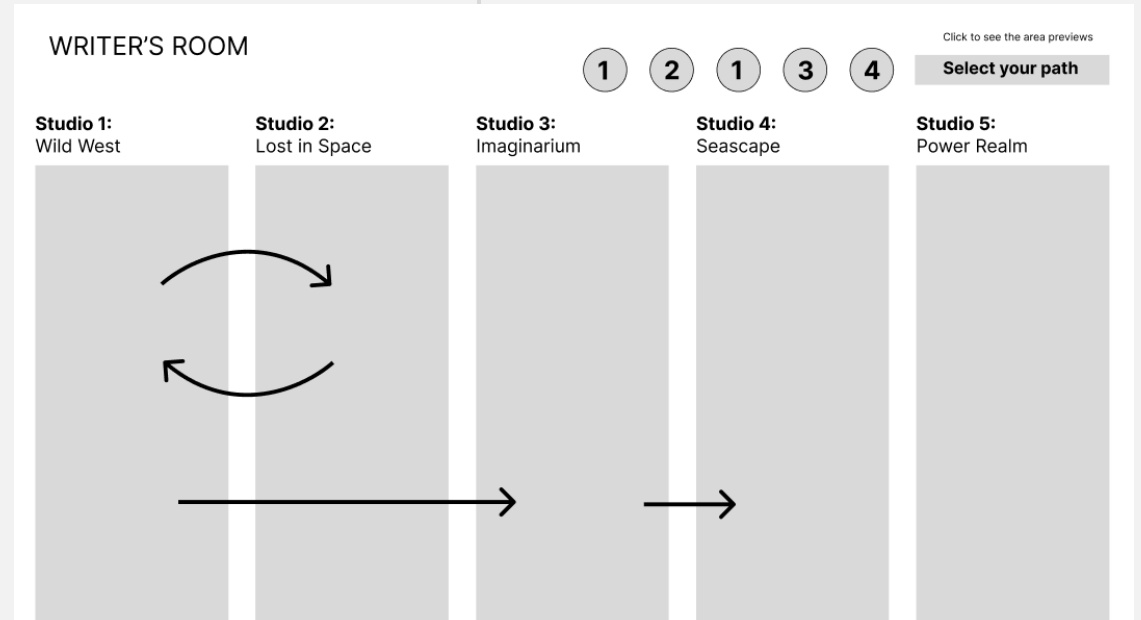 WRITER’S ROOM
Click to see the area previews
1 2 1 3 4
Select your path
Studio 1:
Wild West
Studio 2:
Lost in Space
Studio 3:
Imaginarium
Studio 4:
Seascape
Studio 5:
Power Realm